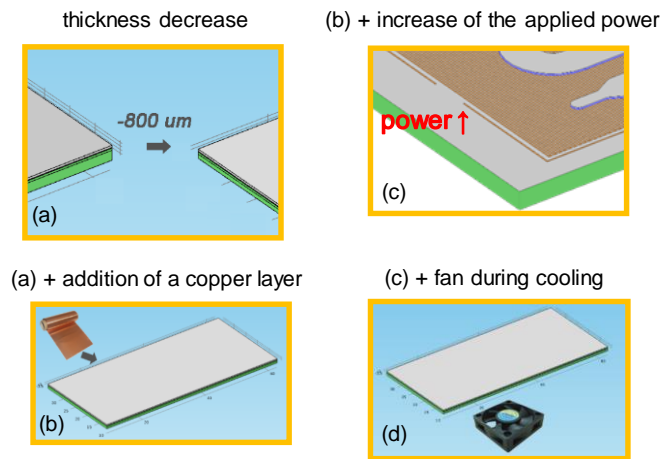 thickness decrease
-800 um
(a)
(b) + increase of the applied power
power ↑
(c)
(a) + addition of a copper layer
(b)
(c) + fan during cooling
(d)